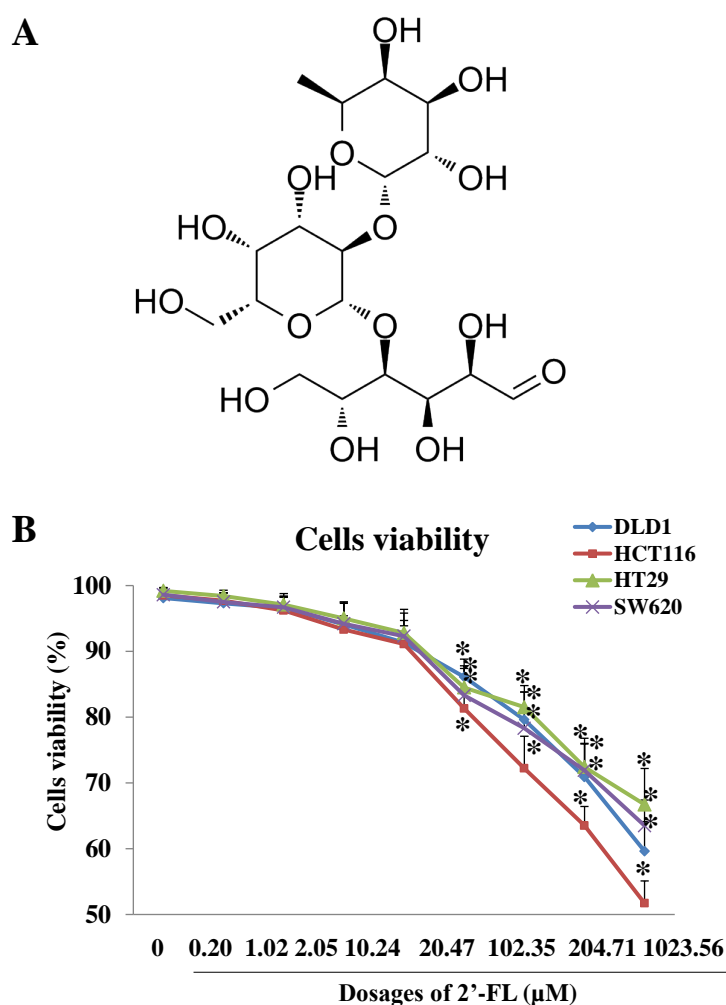 A
OH
OH
O
OH
OH
O
HO
HO
O
O
OH
O
HO
OH
OH
B
Cells viability
DLD1
HCT116
HT29
SW620
Cells viability (%)
100
90
80
70
60
50
* * * *
* * * *
* * * *
* * * *
0 0.20 1.02 2.05 10.24 20.47 102.35 204.71 1023.56
Dosages of 2'-FL (μM)